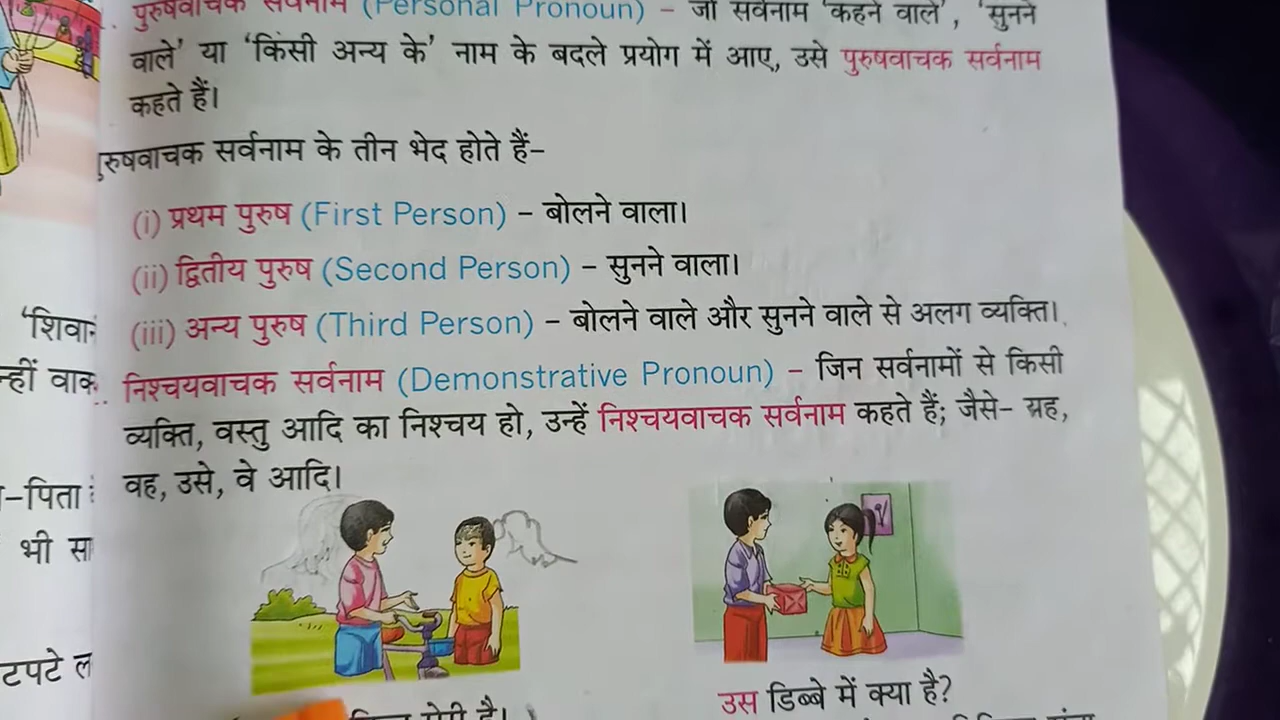 पुरुषवाचक सर्वनाम (Personal Pronoun) – जो सर्वनाम 'कहने वाले', 'सुनने
वाले' या 'किसी अन्य के' नाम के बदले प्रयोग में आए, उसे पुरुषवाचक सर्वनाम
कहते हैं।
पुरुषवाचक सर्वनाम के तीन भेद होते हैं–
(i) प्रथम पुरुष (First Person) – बोलने वाला।
(ii) द्वितीय पुरुष (Second Person) – सुनने वाला।
(iii) अन्य पुरुष (Third Person) – बोलने वाले और सुनने वाले से अलग व्यक्ति।
निश्चयवाचक सर्वनाम (Demonstrative Pronoun) – जिन सर्वनामों से किसी
व्यक्ति, वस्तु आदि का निश्चय हो, उन्हें निश्चयवाचक सर्वनाम कहते हैं; जैसे– यह,
वह, उसे, वे आदि।
उस डिब्बे में क्या है?